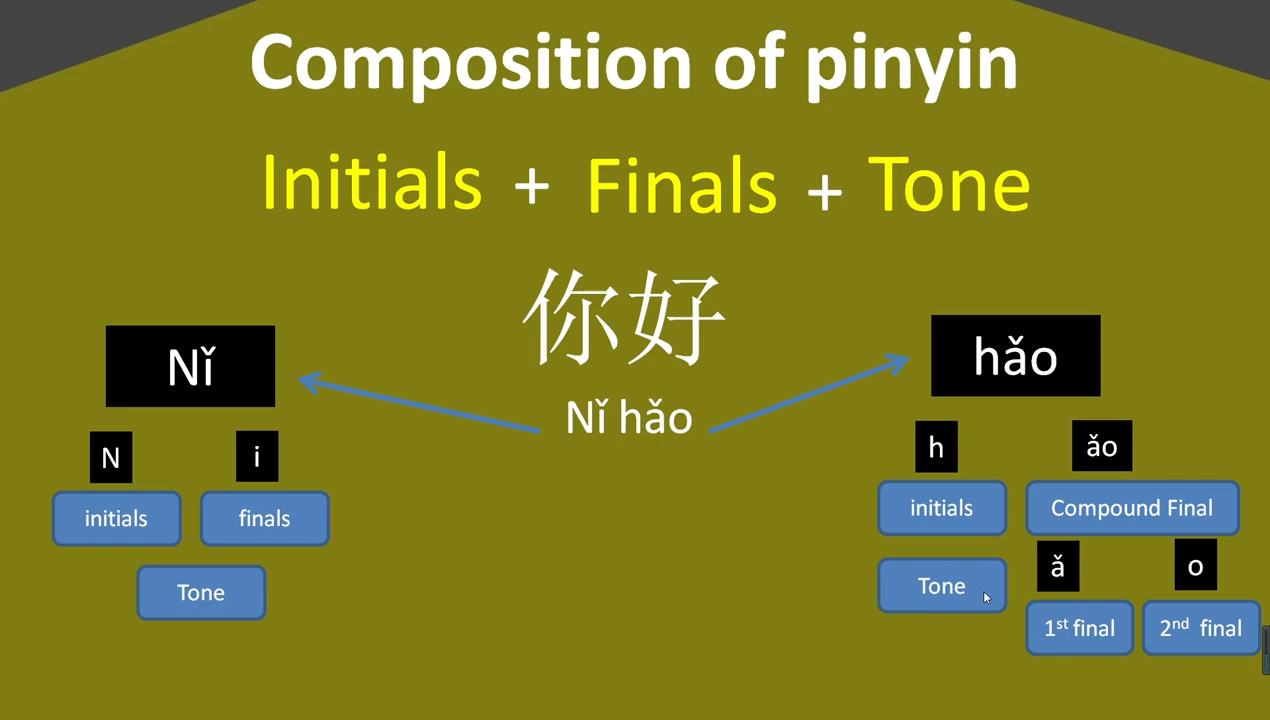 Composition of pinyin
Initials + Finals + Tone
你好
Nǐ hǎo
Nǐ
N i
initials finals
Tone
hǎo
h ǎo
initials Compound Final
Tone
ǎ o
1st final 2nd final